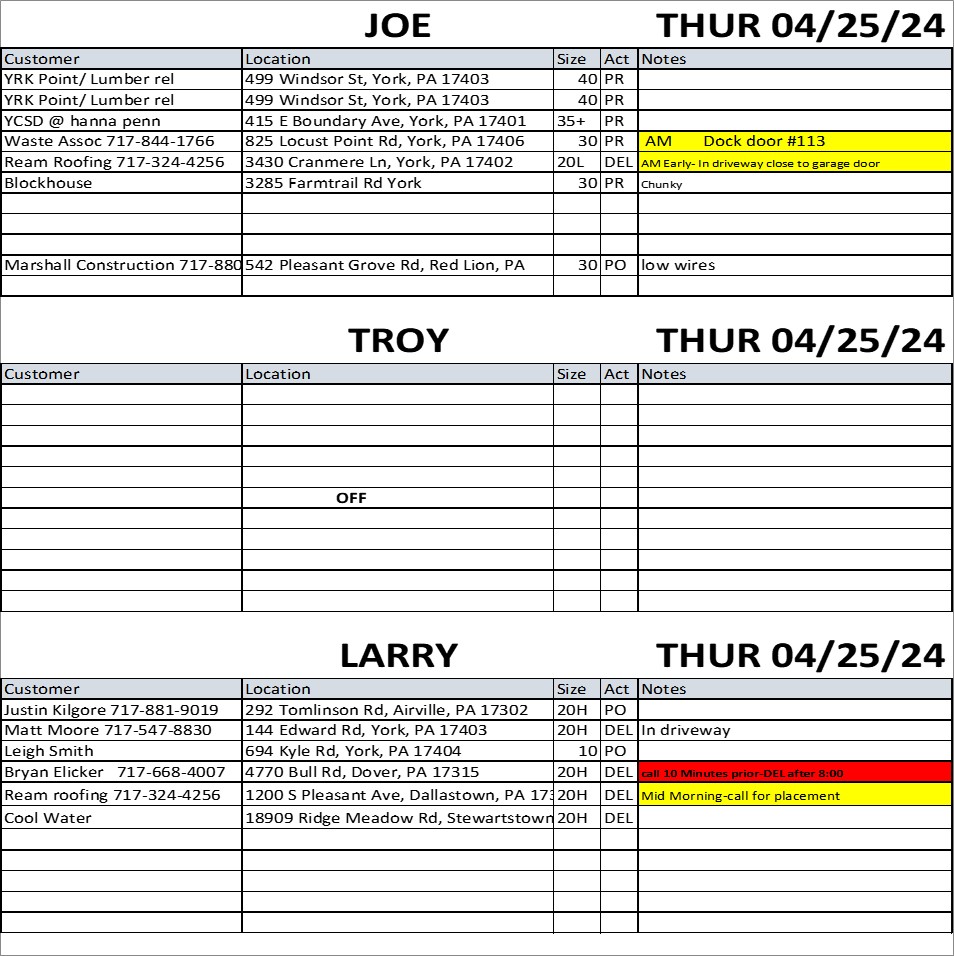 JOE THUR 04/25/24
Customer Location Size Act Notes
YRK Point/ Lumber rel 499 Windsor St, York, PA 17403 40 PR
YRK Point/ Lumber rel 499 Windsor St, York, PA 17403 40 PR
YCSD @ hanna penn 415 E Boundary Ave, York, PA 17401 35+ PR
Waste Assoc 717-844-1766 825 Locust Point Rd, York, PA 17406 30 PR AM Dock door #113
Ream Roofing 717-324-4256 3430 Cranmere Ln, York, PA 17402 20L DEL AM Early- In driveway close to garage door
Blockhouse 3285 Farmtrail Rd York 30 PR Chunky
Marshall Construction 717-880 542 Pleasant Grove Rd, Red Lion, PA 30 PO low wires
TROY THUR 04/25/24
Customer Location Size Act Notes
OFF
LARRY THUR 04/25/24
Customer Location Size Act Notes
Justin Kilgore 717-881-9019 292 Tomlinson Rd, Airville, PA 17302 20H PO
Matt Moore 717-547-8830 144 Edward Rd, York, PA 17403 20H DEL In driveway
Leigh Smith 694 Kyle Rd, York, PA 17404 10 PO
Bryan Elicker 717-668-4007 4770 Bull Rd, Dover, PA 17315 20H DEL call 10 Minutes prior-DEL after 8:00
Ream roofing 717-324-4256 1200 S Pleasant Ave, Dallastown, PA 173 20H DEL Mid Morning-call for placement
Cool Water 18909 Ridge Meadow Rd, Stewartstown 20H DEL